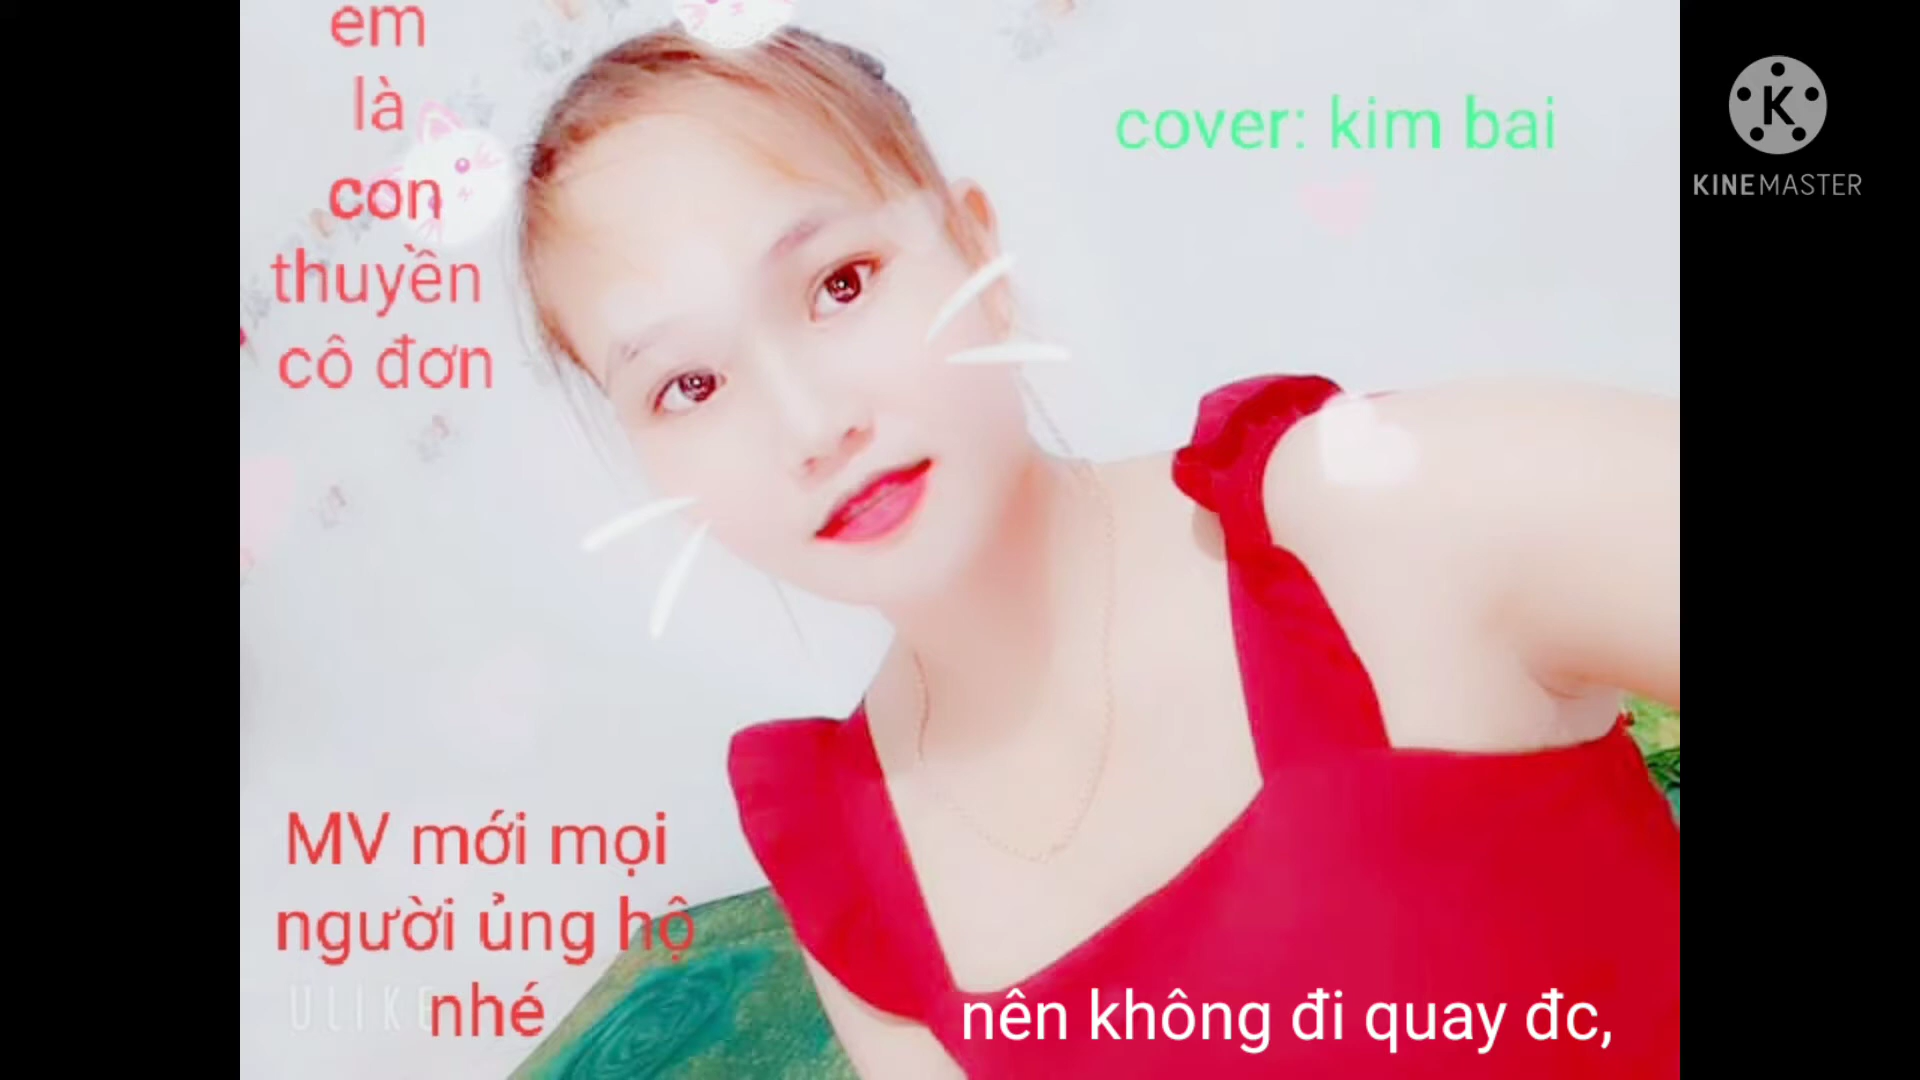 em
là
con
thuyền
cô đơn
cover: kim bai
KINEMASTER
MV mới mọi
người ủng hộ
nhé
ULIKE
nên không đi quay đc,